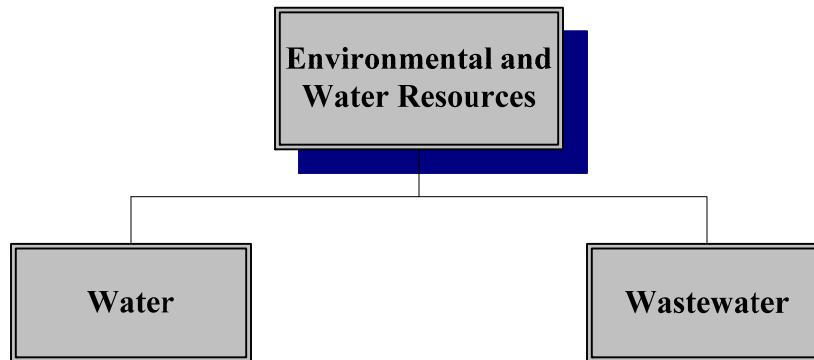 Environmental and
Water Resources
Water
Wastewater